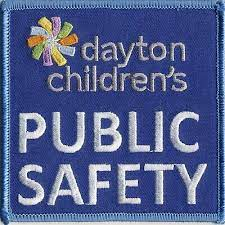 dayton
children's
PUBLIC
SAFETY